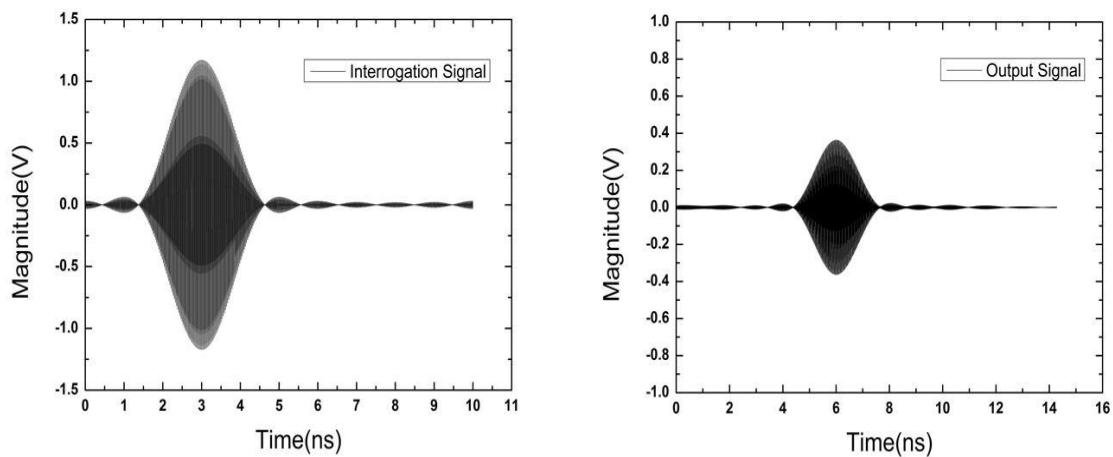 1.5
1.0
0.5
0.0
-0.5
-1.0
-1.5
Magnitude(V)
Interrogation Signal
0 1 2 3 4 5 6 7 8 9 10 11
Time(ns)
1.0
0.8
0.6
0.4
0.2
0.0
-0.2
-0.4
-0.6
-0.8
-1.0
Magnitude(V)
Output Signal
0 2 4 6 8 10 12 14 16
Time(ns)